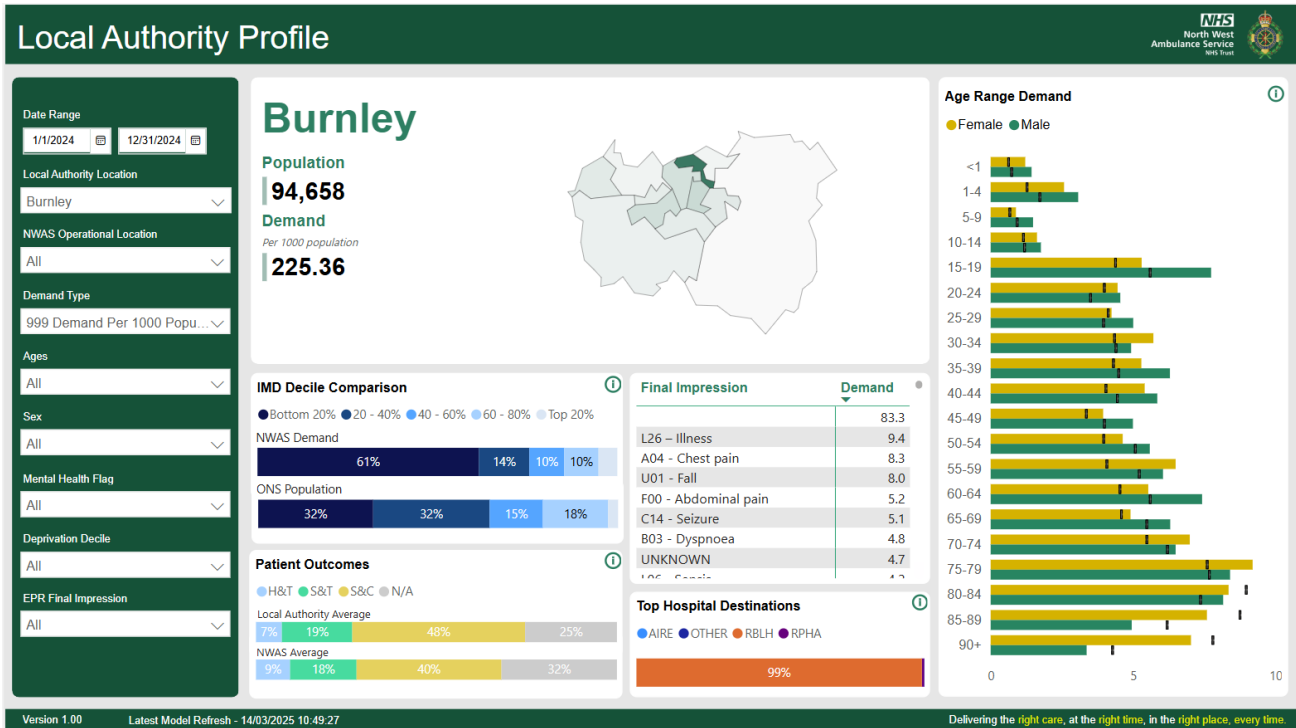 Local Authority Profile
NHS
North West
Ambulance Service
NHS Trust
Date Range
1/1/2024
12/31/2024
Local Authority Location
Burnley
NWAS Operational Location
All
Demand Type
999 Demand Per 1000 Popu...
Ages
All
Sex
All
Mental Health Flag
All
Deprivation Decile
All
EPR Final Impression
All
Burnley
Population
94,658
Demand
Per 1000 population
225.36
IMD Decile Comparison
Bottom 20% 20 - 40% 40 - 60% 60 - 80% Top 20%
NWAS Demand
61% 14% 10% 10%
ONS Population
32% 32% 15% 18%
Patient Outcomes
H&T S&T S&C N/A
Local Authority Average
7% 19% 48% 25%
NWAS Average
9% 18% 40% 32%
Final Impression Demand
83.3
L26 – Illness 9.4
A04 - Chest pain 8.3
U01 - Fall 8.0
F00 - Abdominal pain 5.2
C14 - Seizure 5.1
B03 - Dyspnoea 4.8
UNKNOWN 4.7
Top Hospital Destinations
AIRE OTHER RBLH RPHA
99%
Age Range Demand
Female Male
<1
1-4
5-9
10-14
15-19
20-24
25-29
30-34
35-39
40-44
45-49
50-54
55-59
60-64
65-69
70-74
75-79
80-84
85-89
90+
0 5 10
Version 1.00 Latest Model Refresh - 14/03/2025 10:49:27
Delivering the right care, at the right time, in the right place, every time.